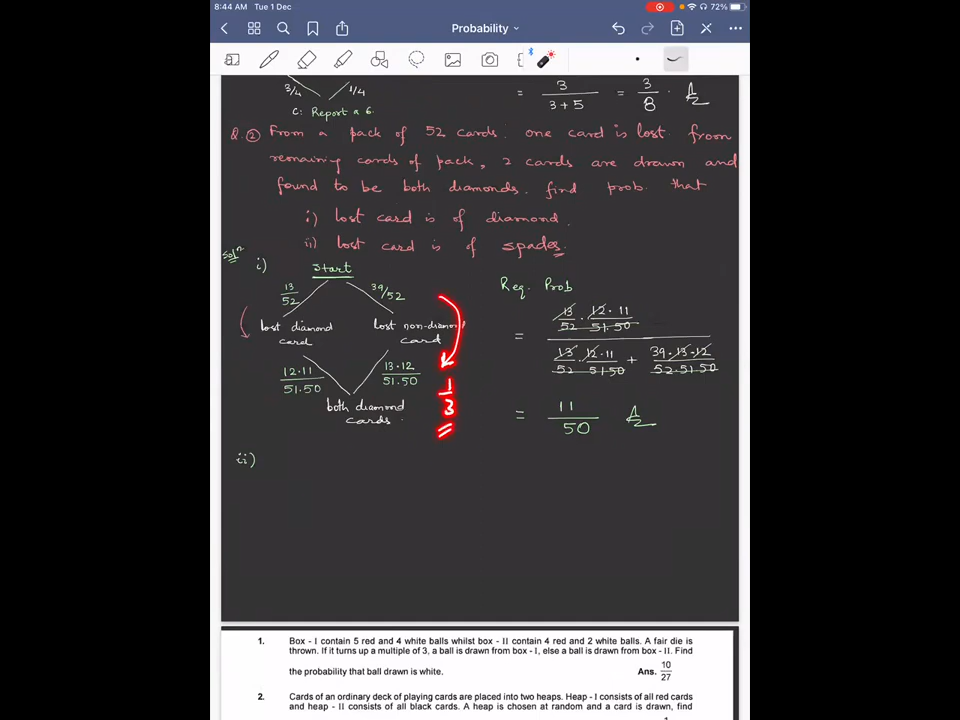 8:44 AM Tue 1 Dec
72%
Probability
3/4 1/4
C: Report a 6.
= 3 / 3 + 5 = 3 / 8 .
Q. ② From a pack of 52 cards. one card is lost. from
remaining cards of pack, 2 cards are drawn and
found to be both diamonds. find prob. that
i) lost card is of diamond.
ii) lost card is of spades.
Solⁿ
i) Start
13/52 39/52
lost diamond card
lost non-diamond card
12·11 / 51·50
13·12 / 51·50
both diamond cards.
1/3
Req. Prob
= (13/52 · 12·11/51·50) / (13/52 · 12·11/51·50 + 39·13·12/52·51·50)
= 11 / 50
ii)
1. Box - I contain 5 red and 4 white balls whilst box - II contain 4 red and 2 white balls. A fair die is
thrown. If it turns up a multiple of 3, a ball is drawn from box - I, else a ball is drawn from box - II. Find
the probability that ball drawn is white. Ans. 10/27
2. Cards of an ordinary deck of playing cards are placed into two heaps. Heap - I consists of all red cards
and heap - II consists of all black cards. A heap is chosen at random and a card is drawn, find